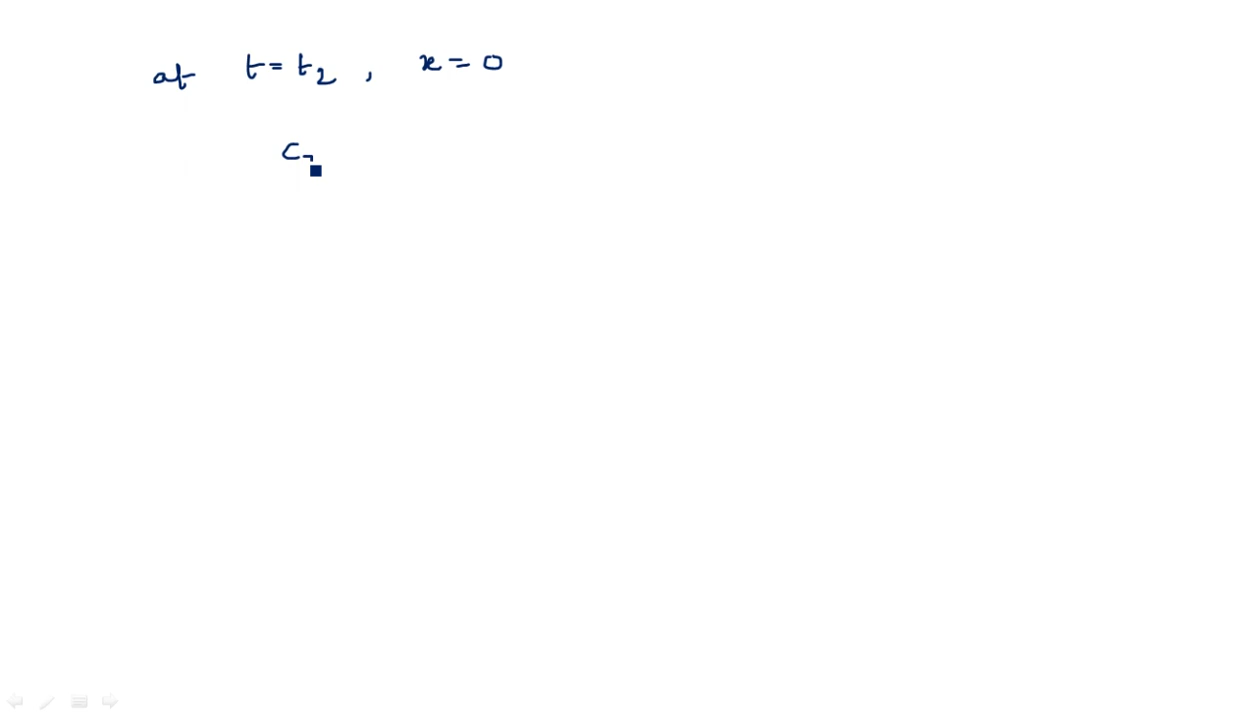 at t = t₂ , x = 0
C